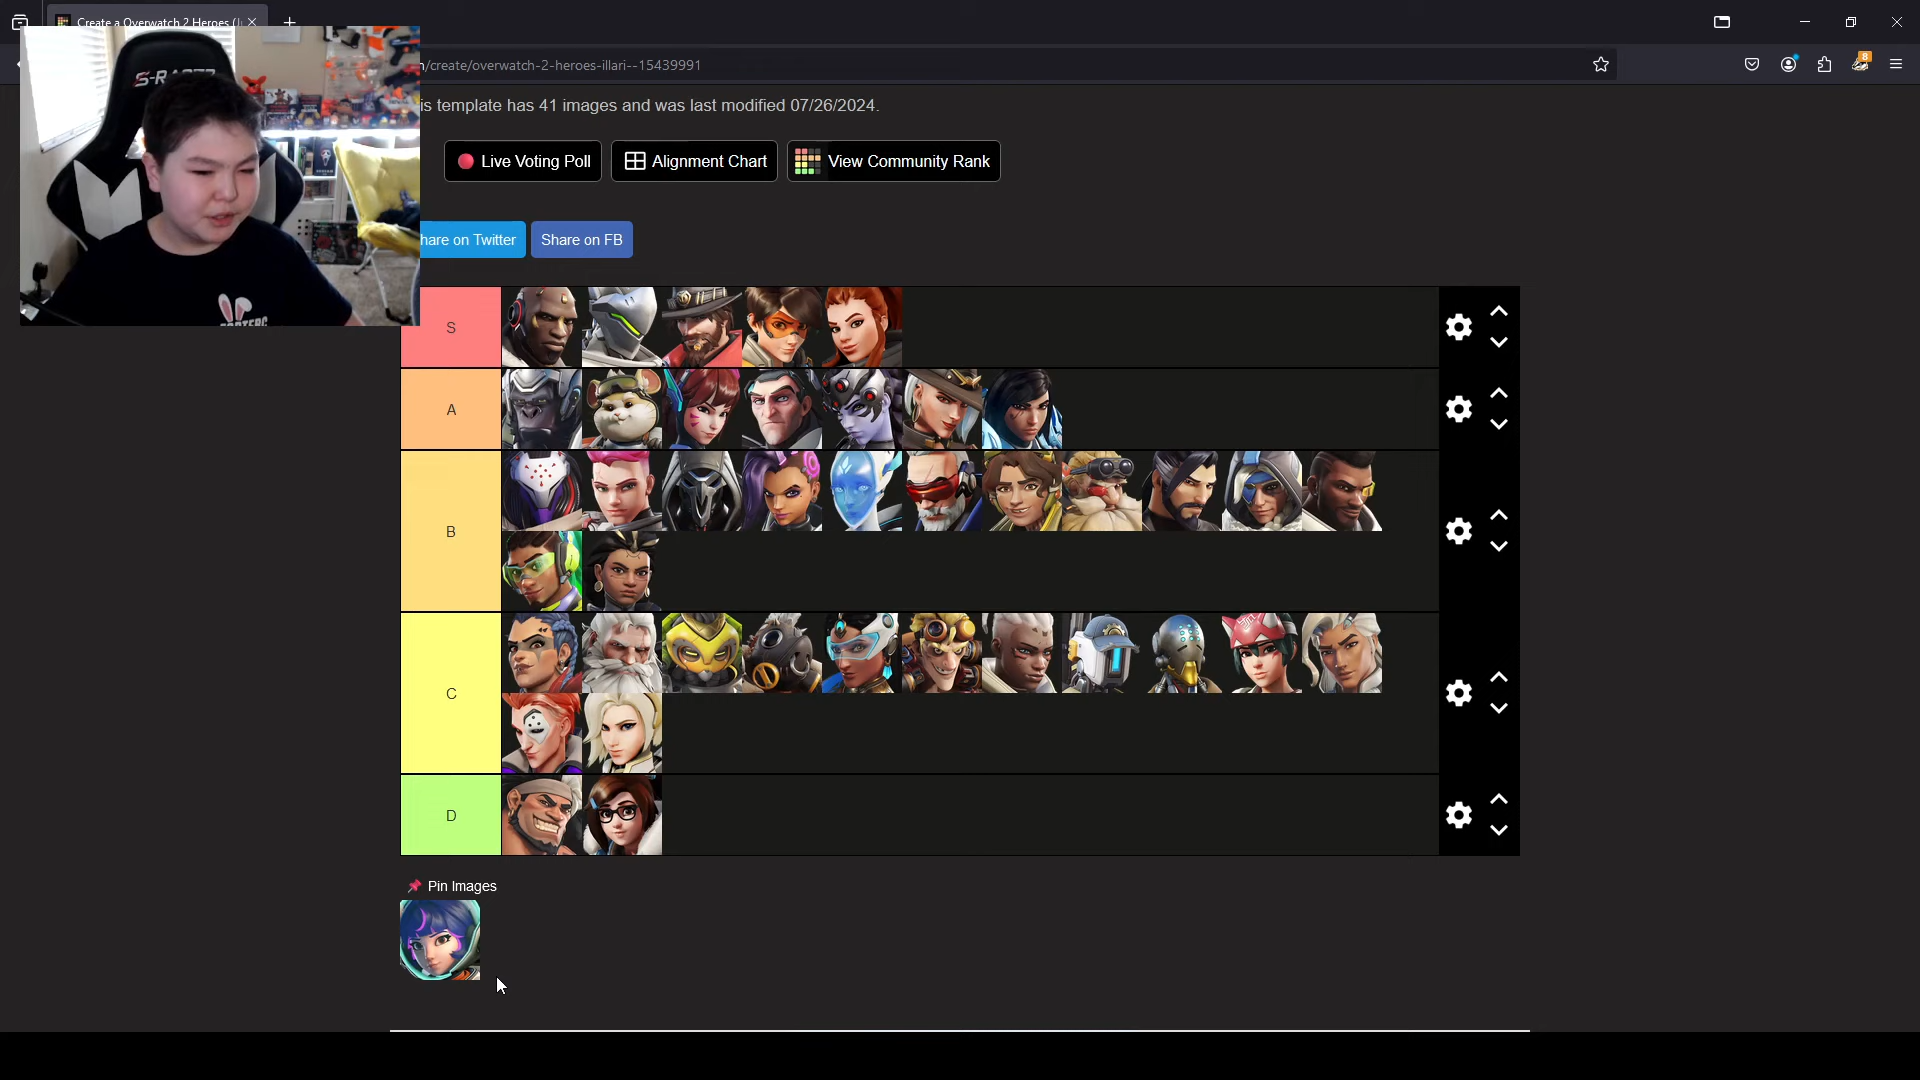 Create a Overwatch 2 Heroes (
/create/overwatch-2-heroes-illari--15439991
8
S-RACER
is template has 41 images and was last modified 07/26/2024.
Live Voting Poll
Alignment Chart
View Community Rank
hare on Twitter
Share on FB
S
A
B
C
D
Pin Images